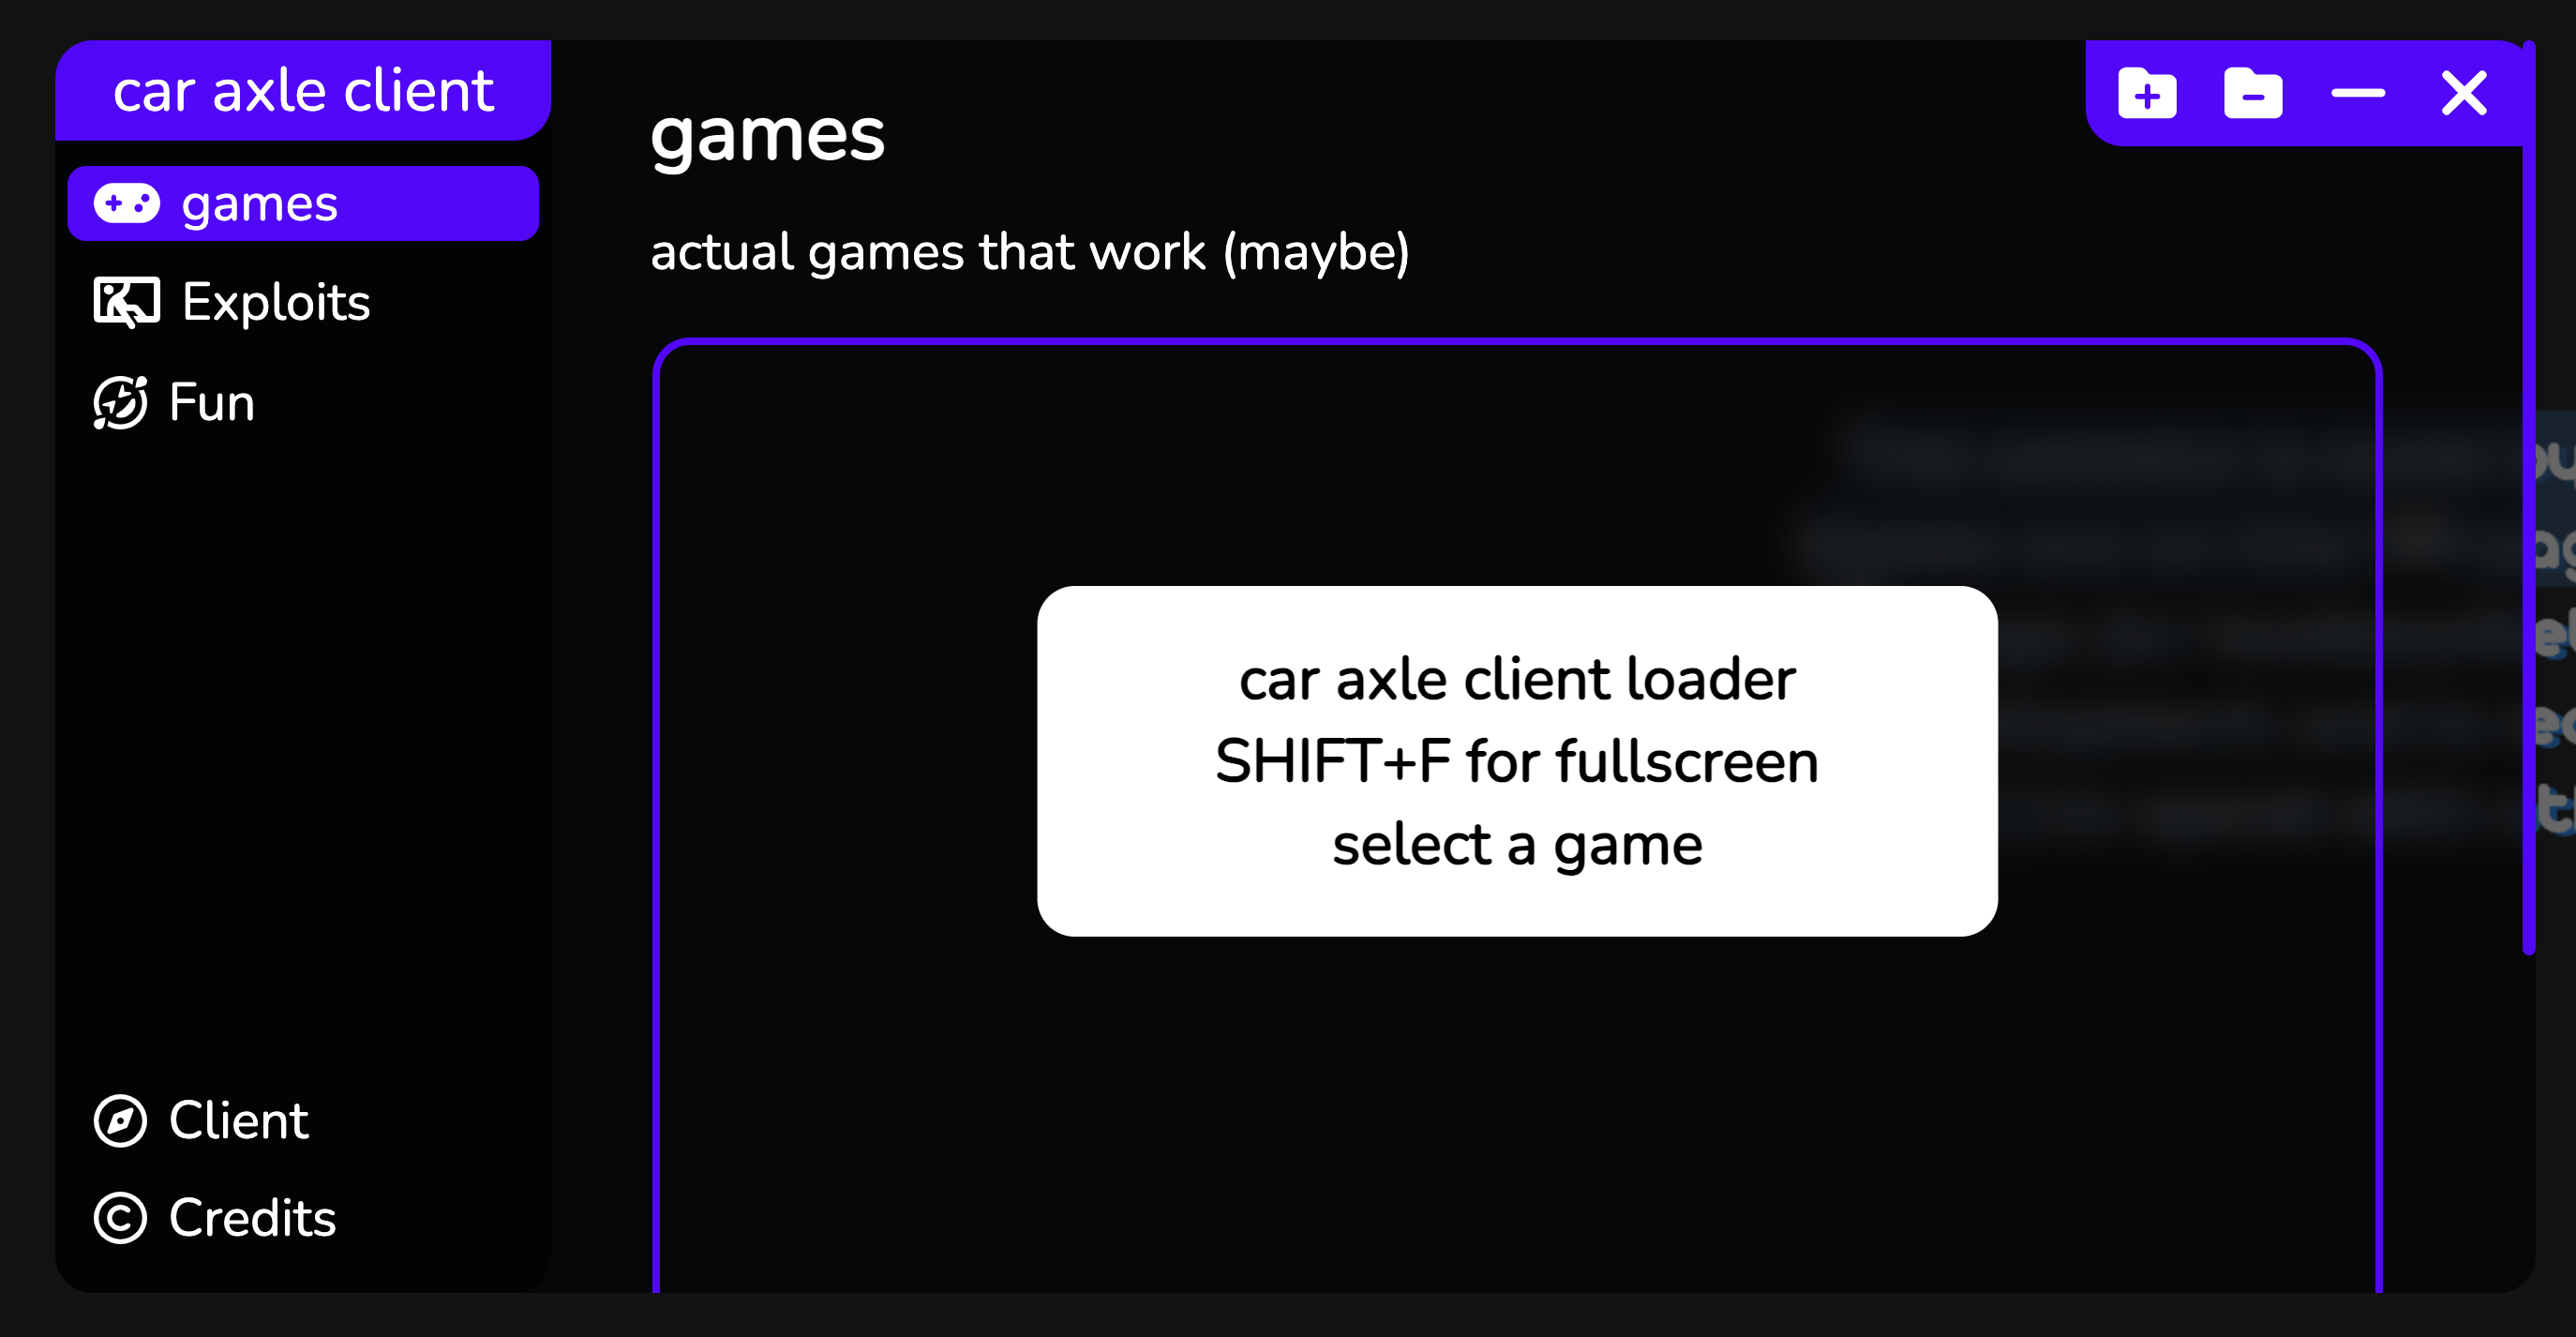 car axle client
games
Exploits
Fun
Client
Credits
games
actual games that work (maybe)
car axle client loader
SHIFT+F for fullscreen
select a game